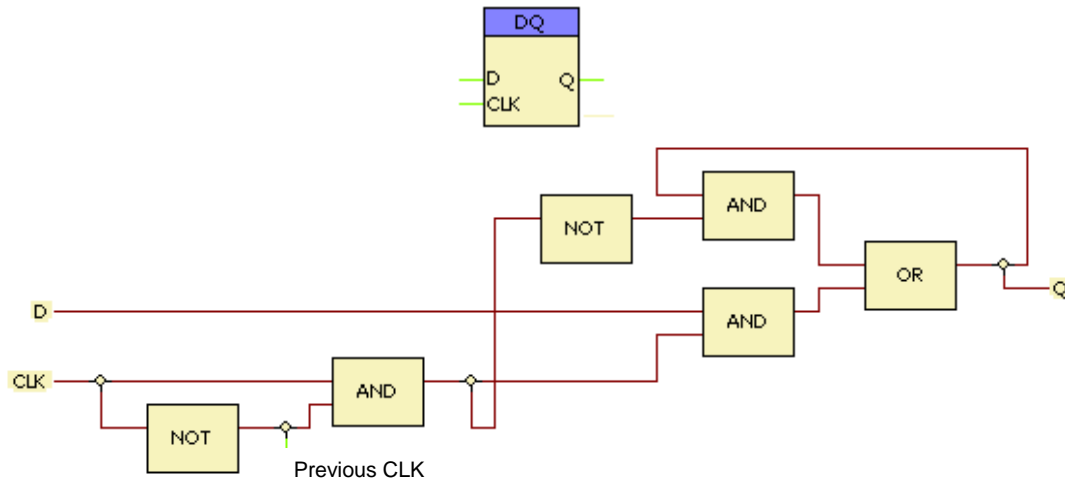 DQ
D Q
CLK
AND
NOT
OR
D
AND
Q
CLK
AND
NOT
Previous CLK